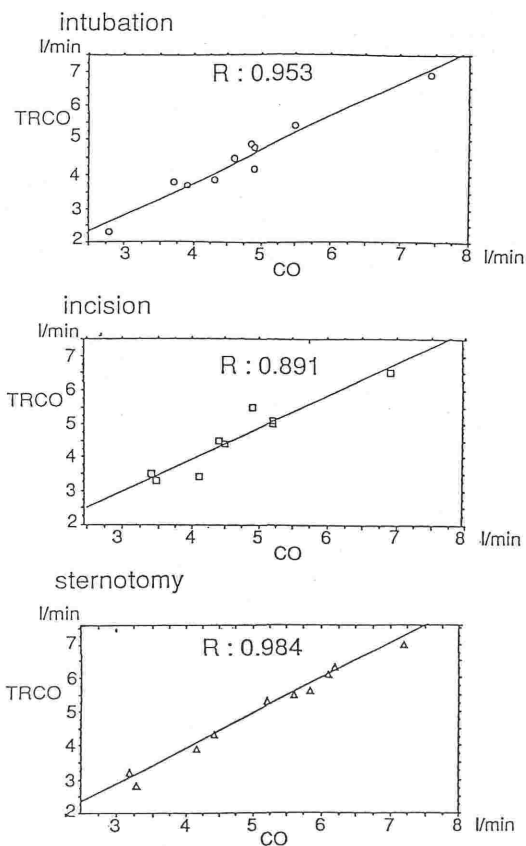 intubation
l/min
7
R : 0.953
6
TRCO
5
4
3
2
3 4 5 6 7 8 l/min
CO
incision
l/min
7
R : 0.891
6
TRCO
5
4
3
2
3 4 5 6 7 8 l/min
CO
sternotomy
l/min
7
R : 0.984
6
TRCO
5
4
3
2
3 4 5 6 7 8 l/min
CO